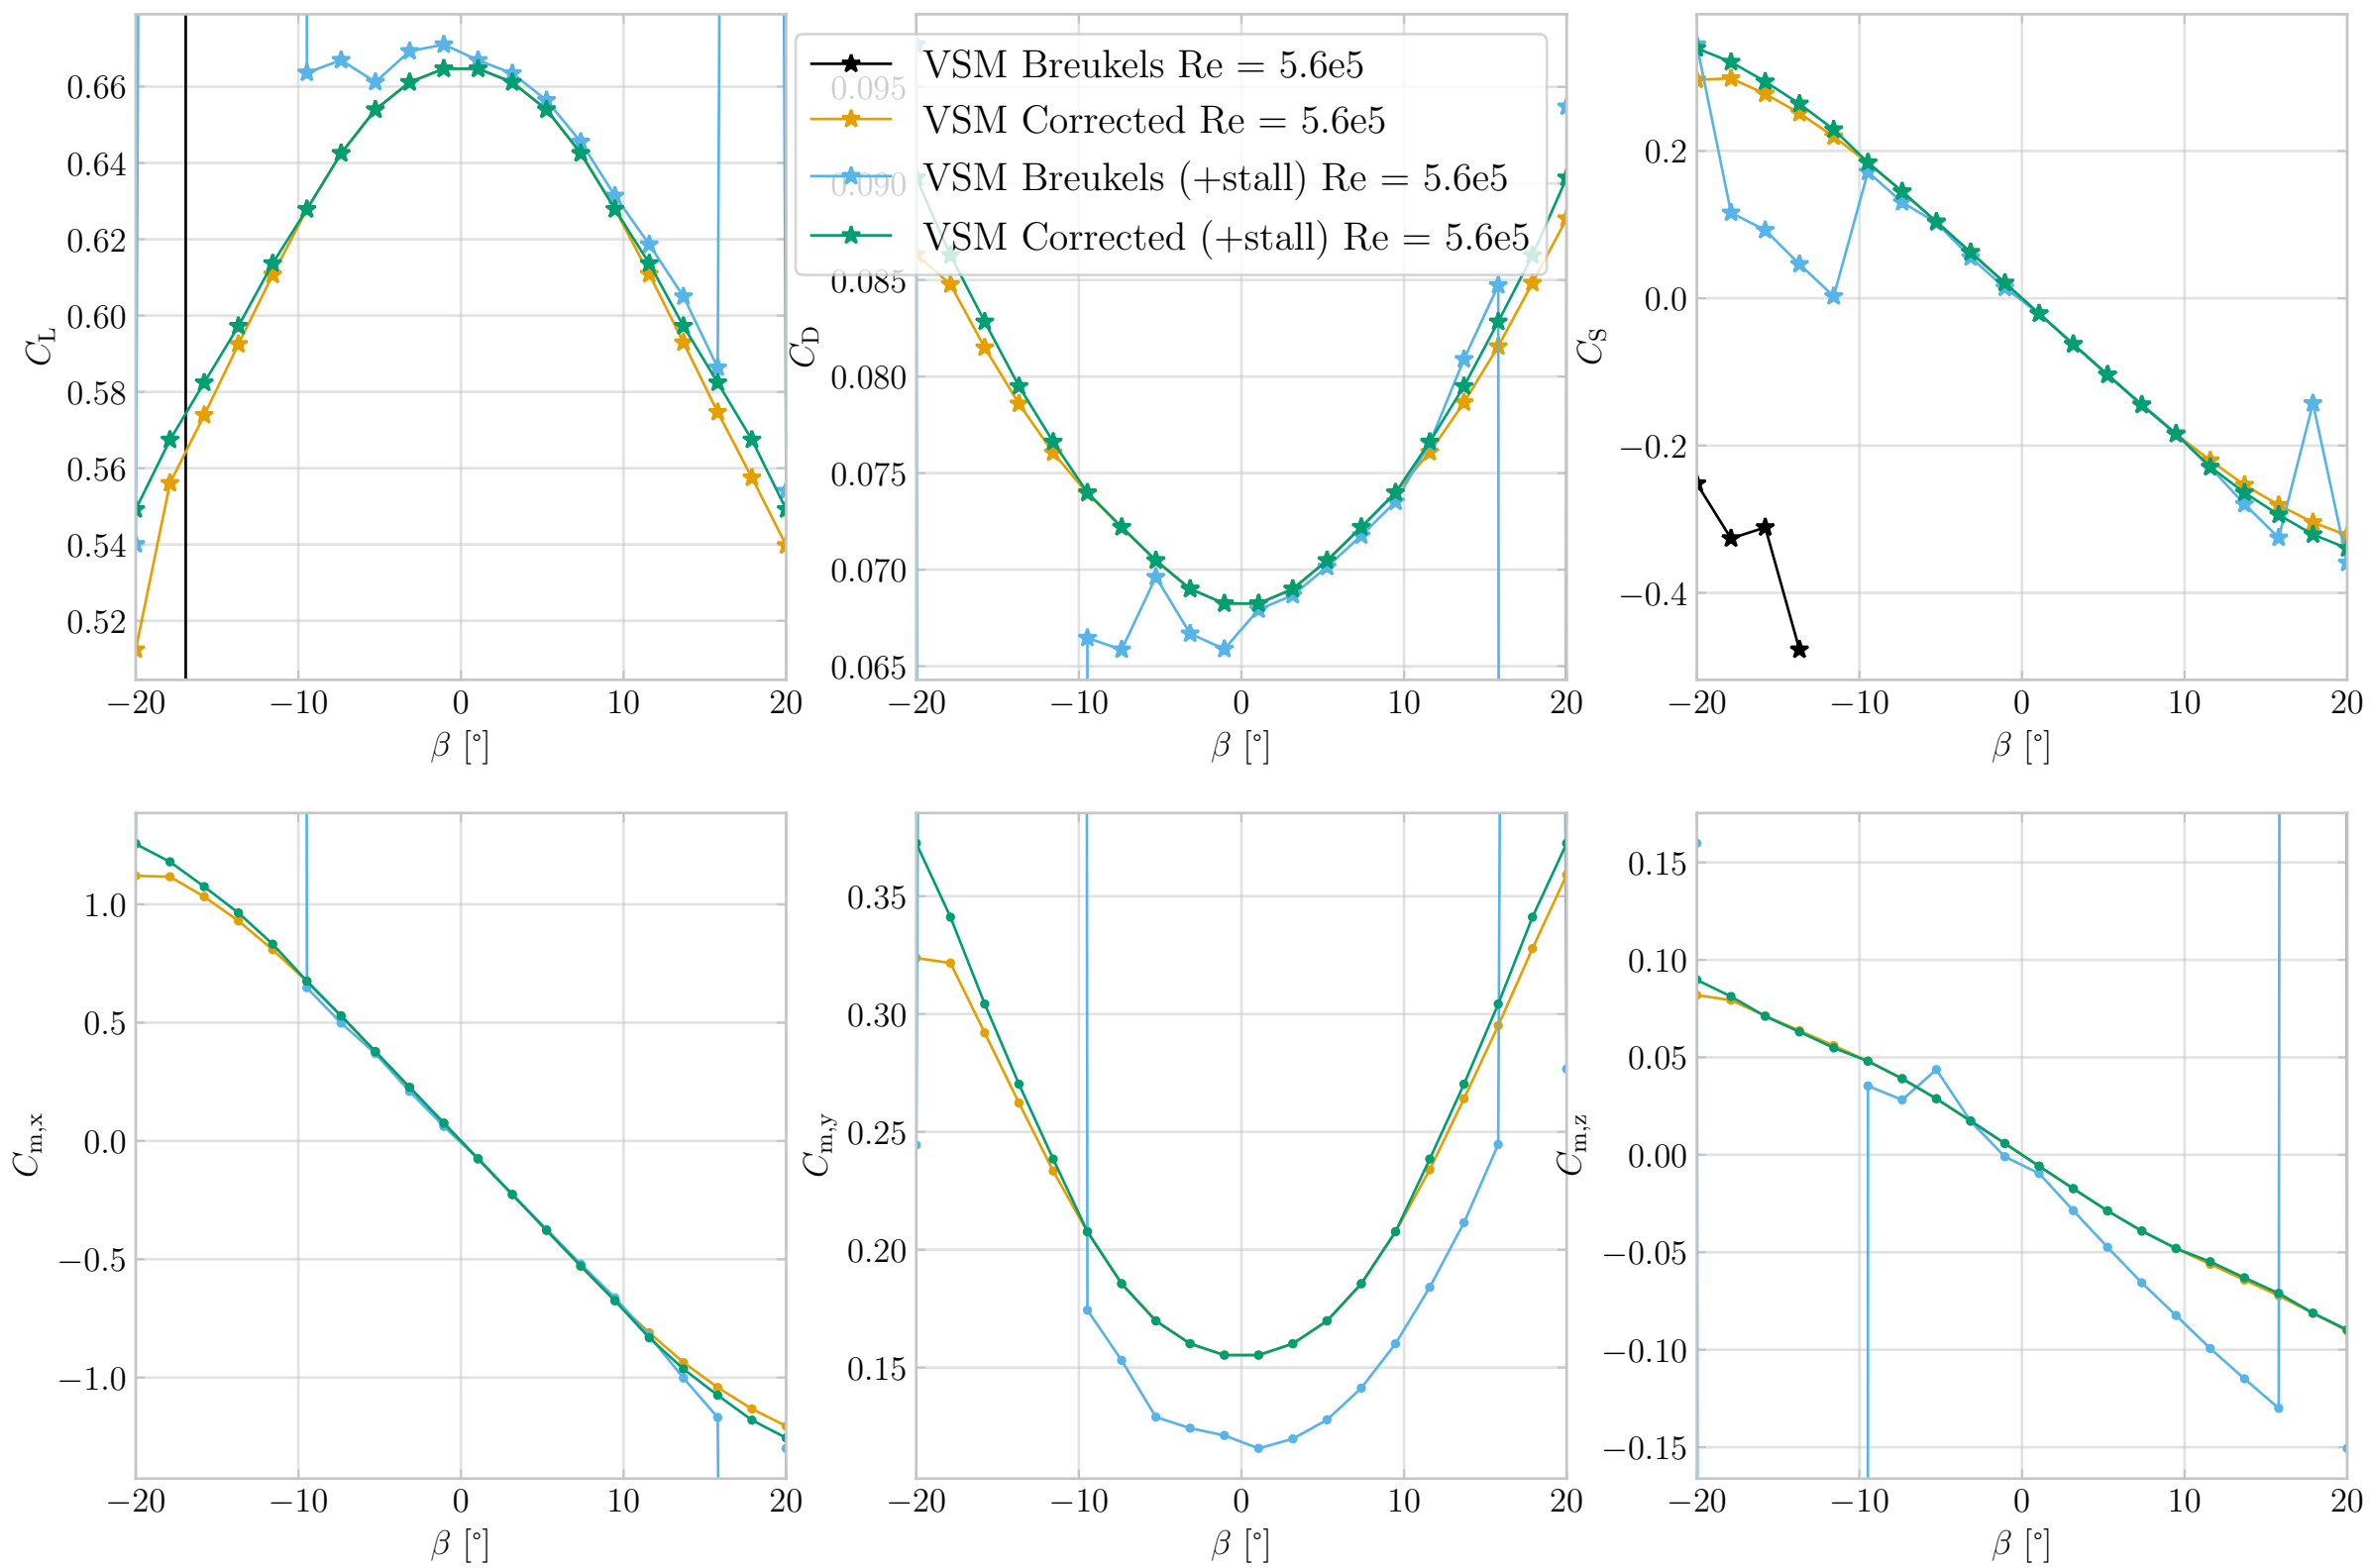 VSM Breukels Re = 5.6e5
VSM Corrected Re = 5.6e5
VSM Breukels (+stall) Re = 5.6e5
VSM Corrected (+stall) Re = 5.6e5
C_L
0.66
0.64
0.62
0.60
0.58
0.56
0.54
0.52
−20 −10 0 10 20
β [°]
C_D
0.095
0.090
0.085
0.080
0.075
0.070
0.065
−20 −10 0 10 20
β [°]
C_S
0.2
0.0
−0.2
−0.4
−20 −10 0 10 20
β [°]
C_m,x
1.0
0.5
0.0
−0.5
−1.0
−20 −10 0 10 20
β [°]
C_m,y
0.35
0.30
0.25
0.20
0.15
−20 −10 0 10 20
β [°]
C_m,z
0.15
0.10
0.05
0.00
−0.05
−0.10
−0.15
−20 −10 0 10 20
β [°]